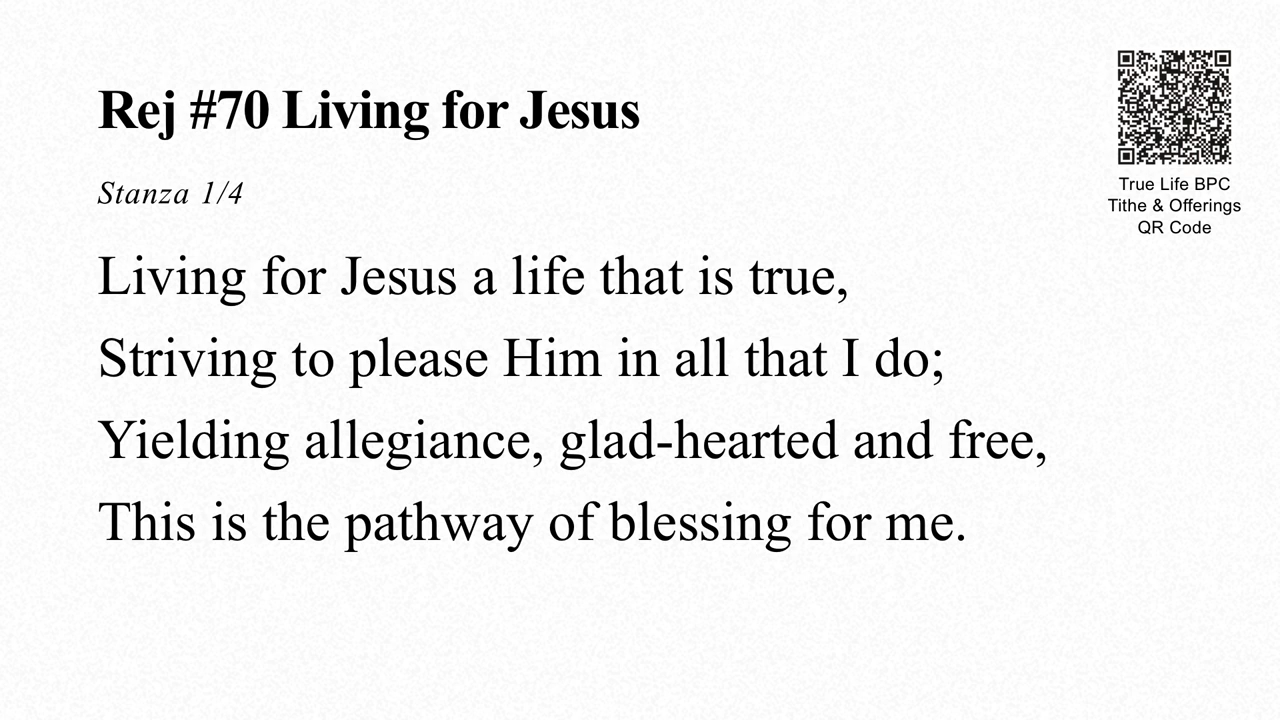 Rej #70 Living for Jesus
Stanza 1/4
Living for Jesus a life that is true,
Striving to please Him in all that I do;
Yielding allegiance, glad-hearted and free,
This is the pathway of blessing for me.
True Life BPC
Tithe & Offerings
QR Code